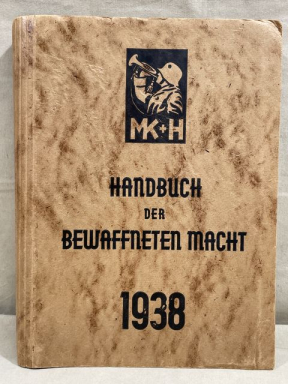 MK+H
HANDBUCH
DER
BEWAFFNETEN MACHT
1938